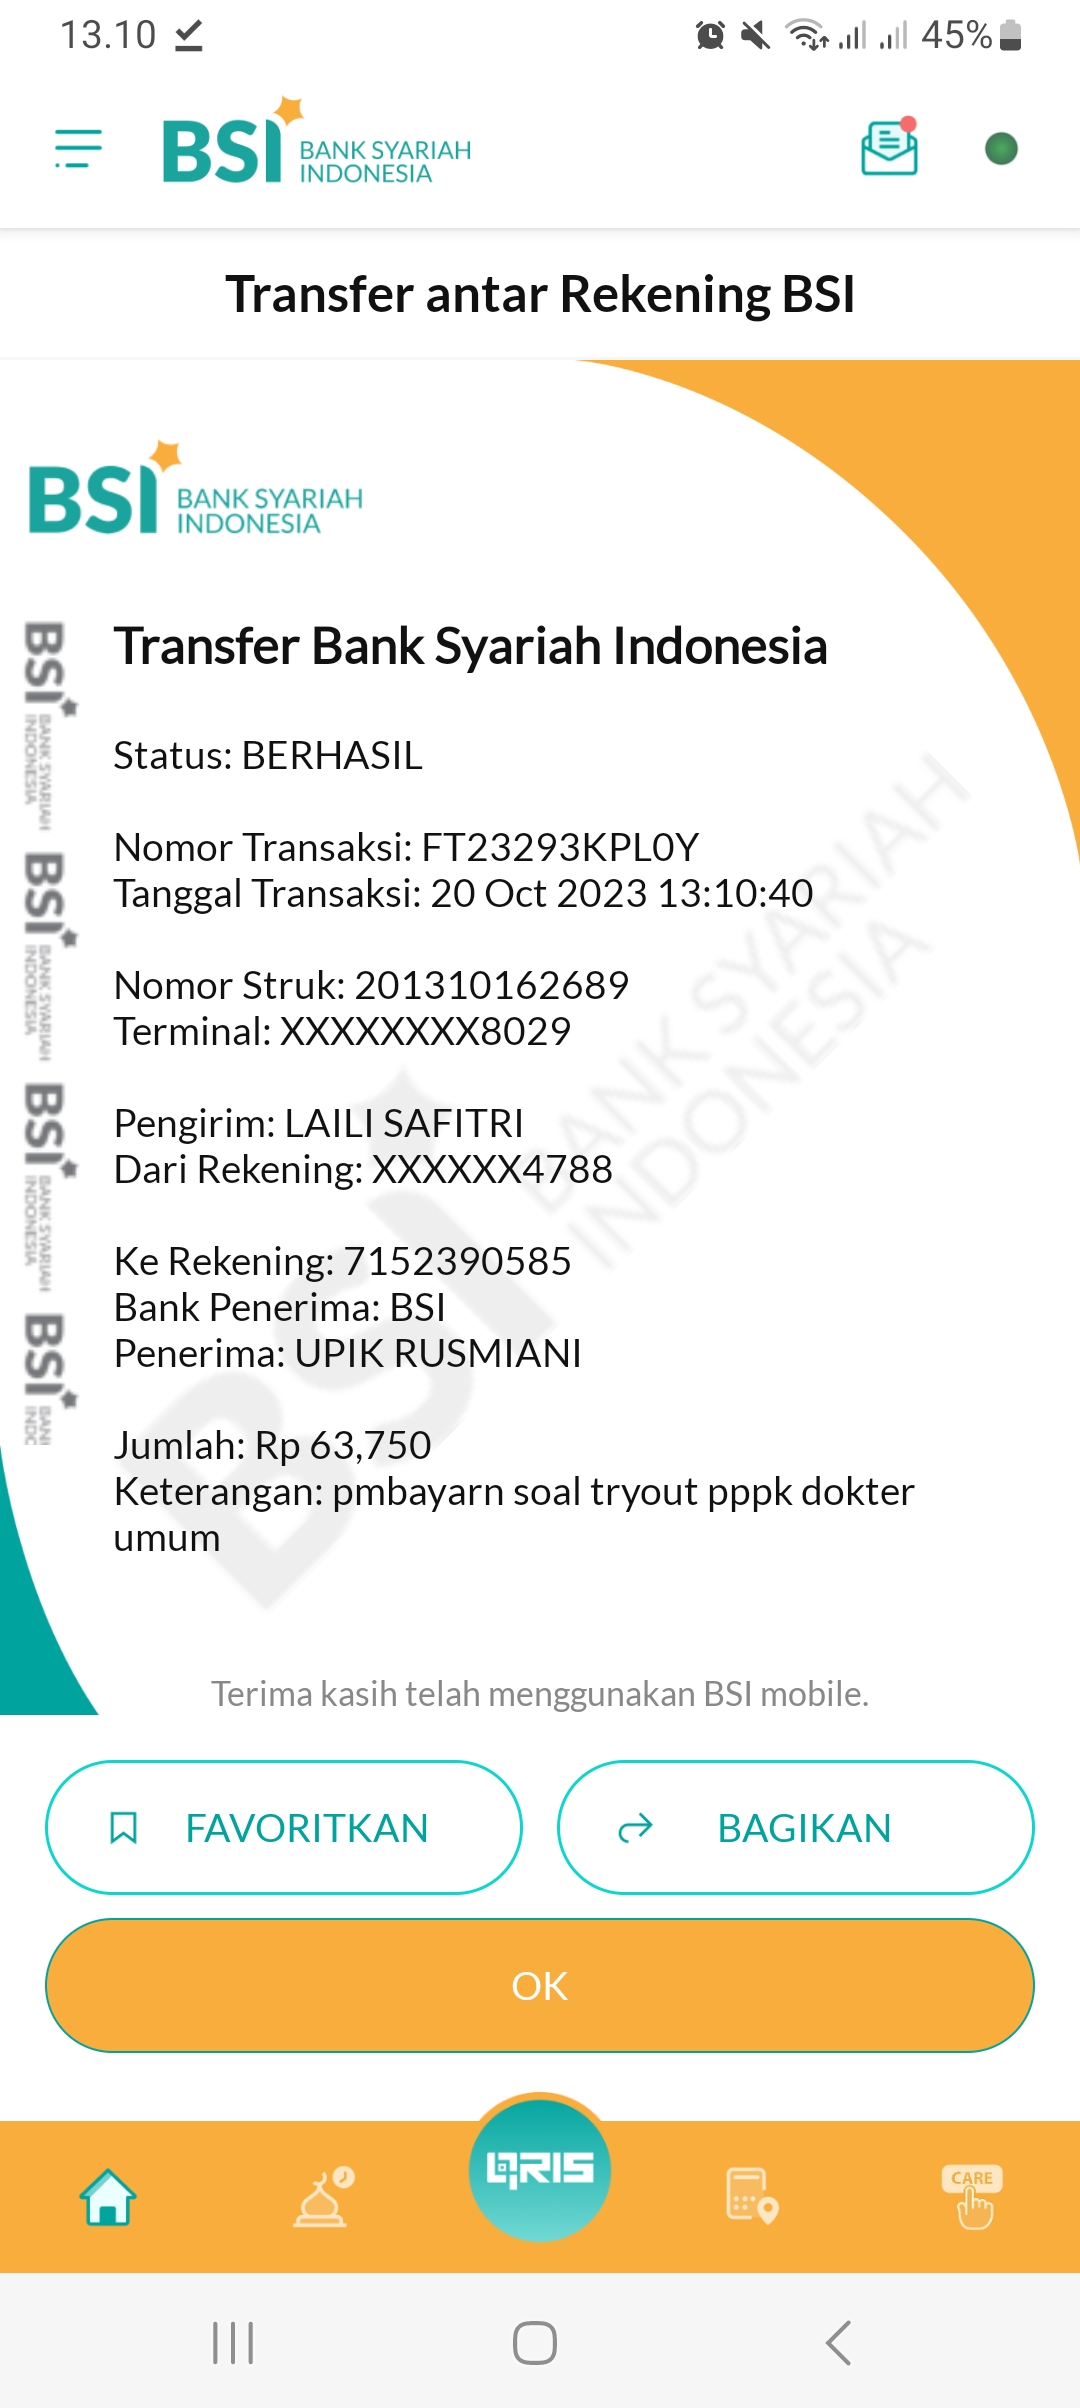 13.10
45%
BSI BANK SYARIAH
INDONESIA
Transfer antar Rekening BSI
BSI BANK SYARIAH
INDONESIA
Transfer Bank Syariah Indonesia
Status: BERHASIL
Nomor Transaksi: FT23293KPL0Y
Tanggal Transaksi: 20 Oct 2023 13:10:40
Nomor Struk: 201310162689
Terminal: XXXXXXXX8029
Pengirim: LAILI SAFITRI
Dari Rekening: XXXXXX4788
Ke Rekening: 7152390585
Bank Penerima: BSI
Penerima: UPIK RUSMIANI
Jumlah: Rp 63,750
Keterangan: pmbayarn soal tryout pppk dokter
umum
BSI BANK SYARIAH
INDONESIA
BSI BANK SYARIAH
INDONESIA
BSI BANK SYARIAH
INDONESIA
BSI BANK SYARIAH
INDONESIA
BSI BANK
INDO
Terima kasih telah menggunakan BSI mobile.
FAVORITKAN
BAGIKAN
OK
QRIS
CARE